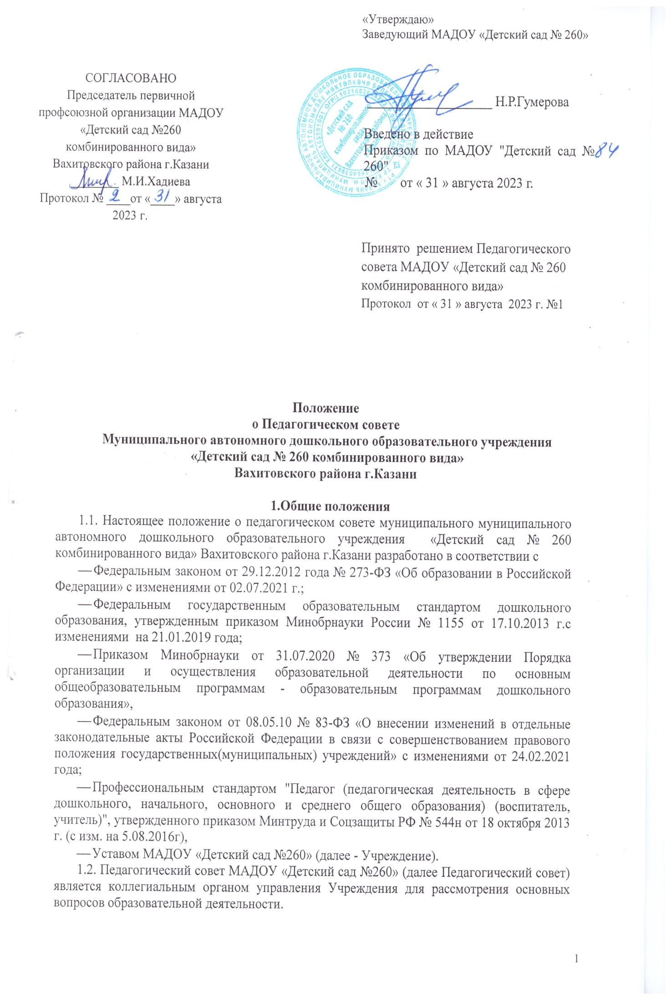 «Утверждаю»
Заведующий МАДОУ «Детский сад № 260»
СОГЛАСОВАНО
Председатель первичной
профсоюзной организации МАДОУ
«Детский сад №260
комбинированного вида»
Вахитовского района г.Казани
М.И.Хадиева
Протокол № 2 от « 31 » августа
2023 г.
Н.Р.Гумерова
Введено в действие
Приказом по МАДОУ "Детский сад № 84
260"
№ от « 31 » августа 2023 г.
«Детский сад
№ 260
комбинированного
вида»
Вахитовского района
Принято решением Педагогического
совета МАДОУ «Детский сад № 260
комбинированного вида»
Протокол от « 31 » августа 2023 г. №1
Положение
о Педагогическом совете
Муниципального автономного дошкольного образовательного учреждения
«Детский сад № 260 комбинированного вида»
Вахитовского района г.Казани
1.Общие положения
1.1. Настоящее положение о педагогическом совете муниципального муниципального
автономного дошкольного образовательного учреждения «Детский сад № 260
комбинированного вида» Вахитовского района г.Казани разработано в соответствии с
—Федеральным законом от 29.12.2012 года № 273-ФЗ «Об образовании в Российской
Федерации» с изменениями от 02.07.2021 г.;
—Федеральным государственным образовательным стандартом дошкольного
образования, утвержденным приказом Минобрнауки России № 1155 от 17.10.2013 г.с
изменениями на 21.01.2019 года;
—Приказом Минобрнауки от 31.07.2020 № 373 «Об утверждении Порядка
организации и осуществления образовательной деятельности по основным
общеобразовательным программам - образовательным программам дошкольного
образования»,
—Федеральным законом от 08.05.10 № 83-ФЗ «О внесении изменений в отдельные
законодательные акты Российской Федерации в связи с совершенствованием правового
положения государственных(муниципальных) учреждений» с изменениями от 24.02.2021
года;
—Профессиональным стандартом "Педагог (педагогическая деятельность в сфере
дошкольного, начального, основного и среднего общего образования) (воспитатель,
учитель)", утвержденного приказом Минтруда и Соцзащиты РФ № 544н от 18 октября 2013
г. (с изм. на 5.08.2016г),
—Уставом МАДОУ «Детский сад №260» (далее - Учреждение).
1.2. Педагогический совет МАДОУ «Детский сад №260» (далее Педагогический совет)
является коллегиальным органом управления Учреждения для рассмотрения основных
вопросов образовательной деятельности.
1